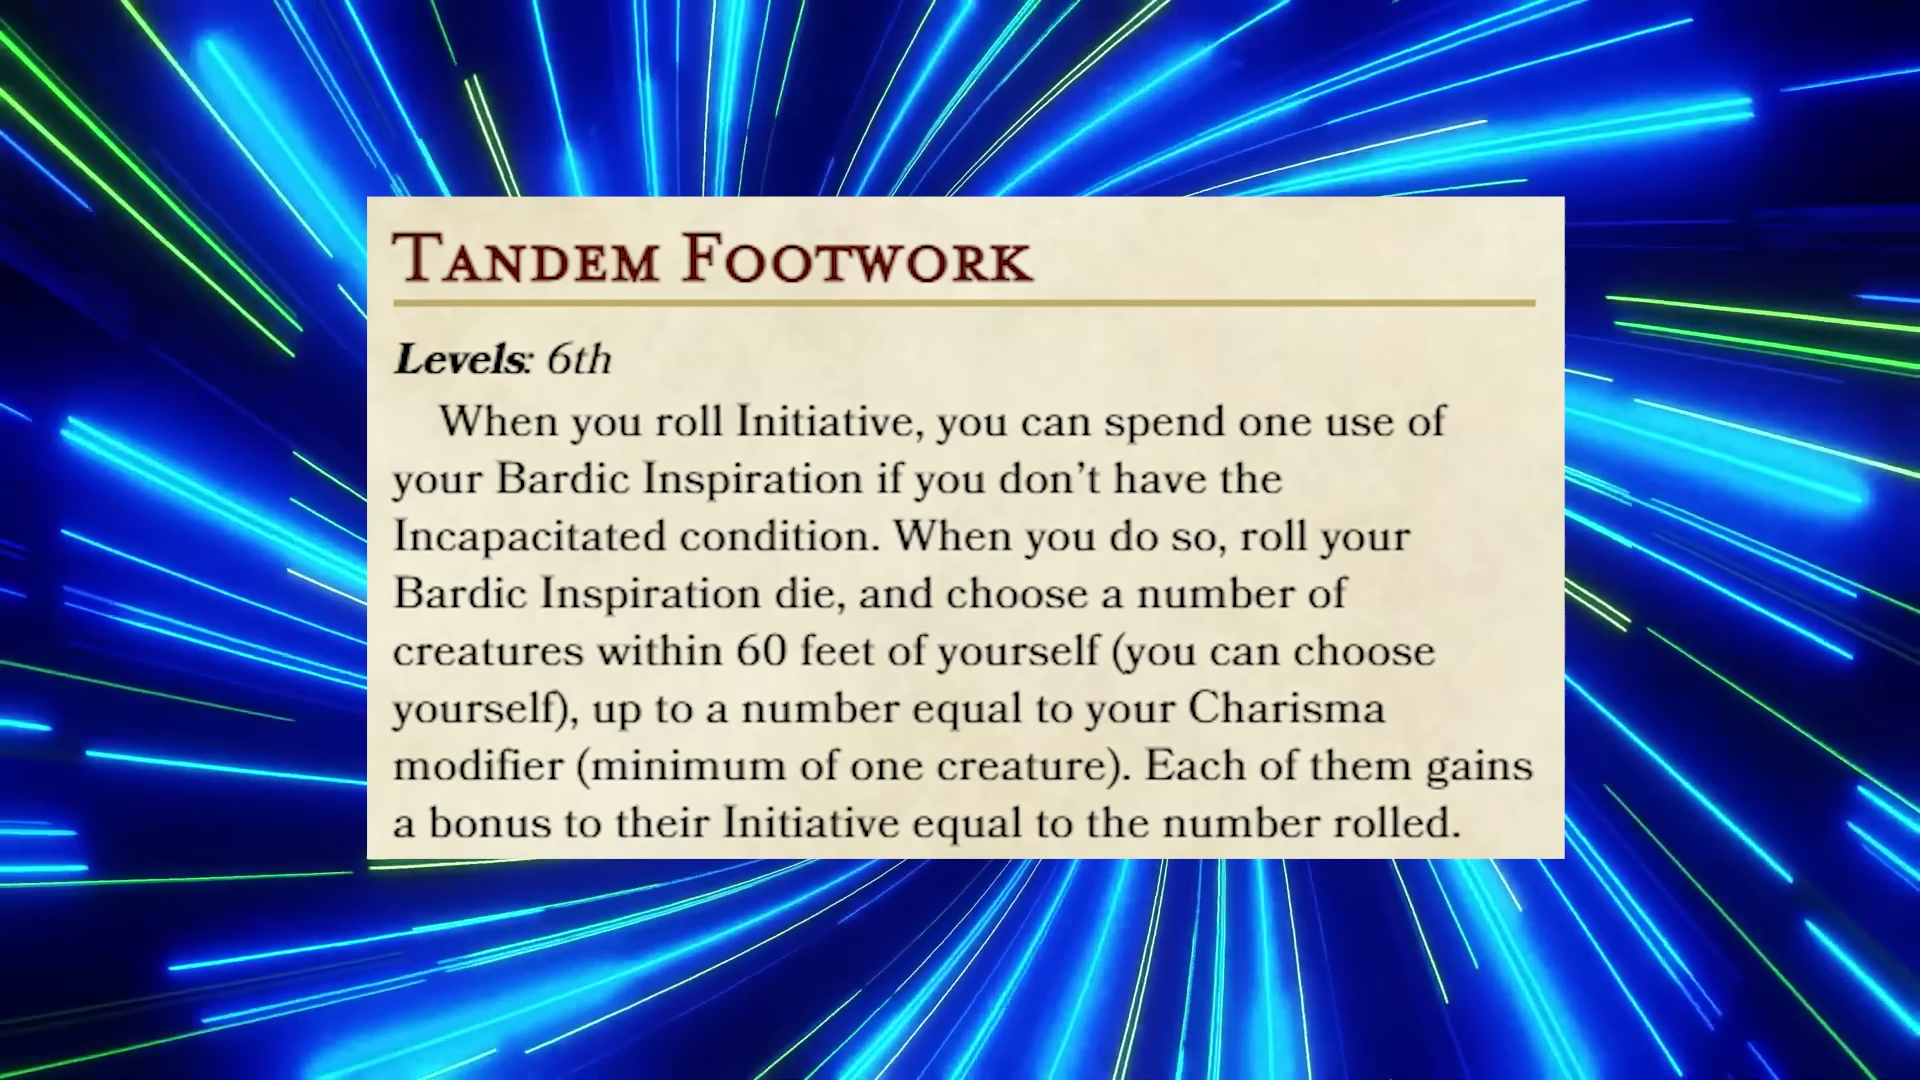 Tandem Footwork
Levels: 6th
When you roll Initiative, you can spend one use of
your Bardic Inspiration if you don't have the
Incapacitated condition. When you do so, roll your
Bardic Inspiration die, and choose a number of
creatures within 60 feet of yourself (you can choose
yourself), up to a number equal to your Charisma
modifier (minimum of one creature). Each of them gains
a bonus to their Initiative equal to the number rolled.